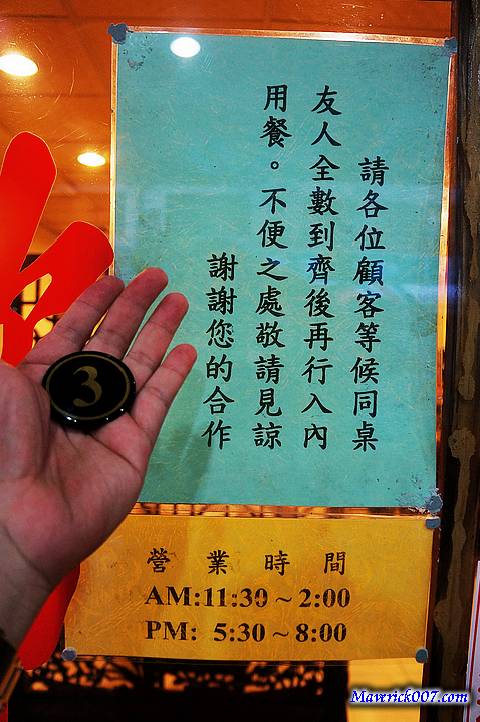 請各位顧客等候同桌
友人全數到齊後再行入內
用餐。不便之處敬請見諒
謝謝您的合作
營業時間
AM:11:30~2:00
PM: 5:30~8:00
3
Maverick007.com